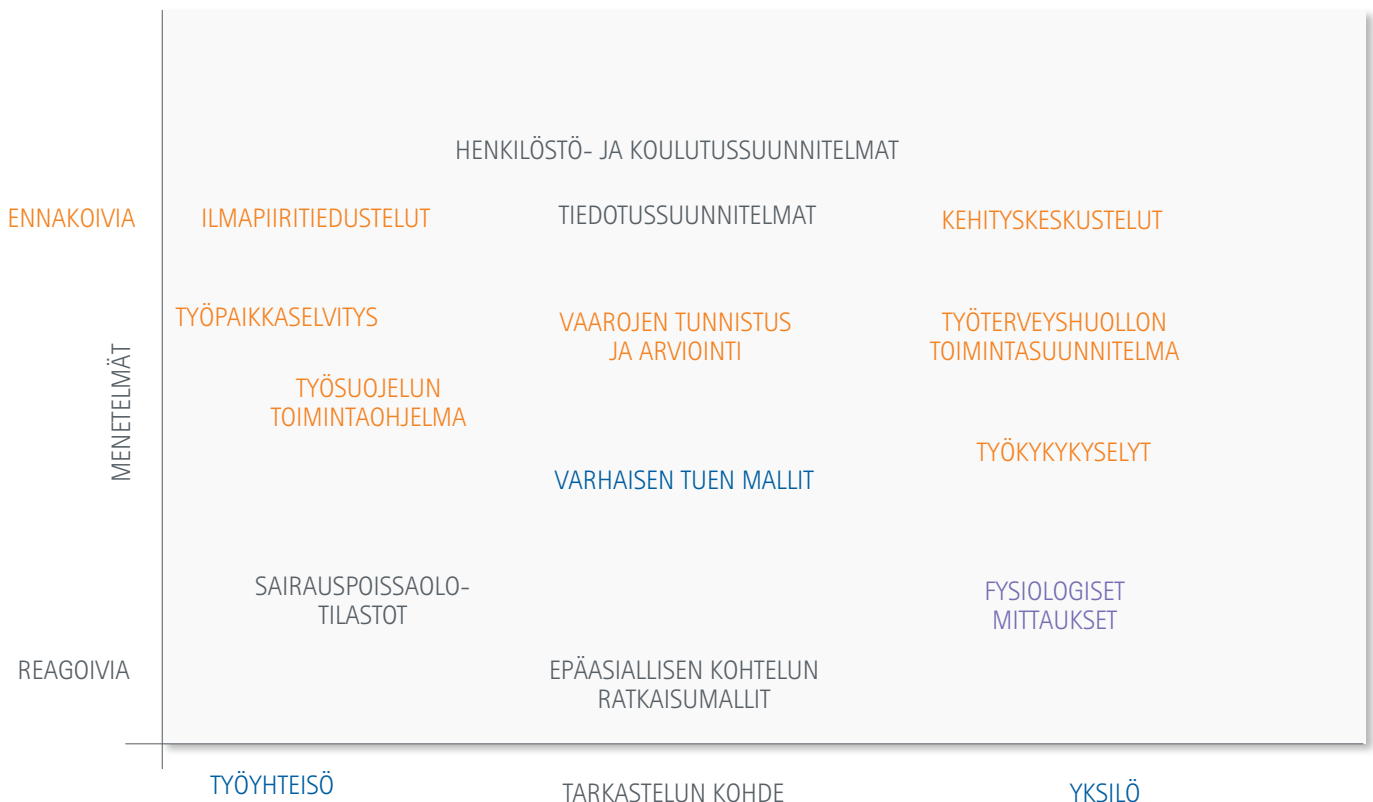 HENKILÖSTÖ- JA KOULUTUSSUUNNITELMAT
ENNAKOIVIA
ILMAPIIRITIEDUSTELUT
TIEDOTUSSUUNNITELMAT
KEHITYSKESKUSTELUT
TYÖPAIKKASELVITYS
VAAROJEN TUNNISTUS
JA ARVIOINTI
TYÖTERVEYSHUOLLON
TOIMINTASUUNNITELMA
MENETELMÄT
TYÖSUOJELUN
TOIMINTAOHJELMA
TYÖKYKYKYSELYT
VARHAISEN TUEN MALLIT
SAIRAUSPOISSAOLO-
TILASTOT
FYSIOLOGISET
MITTAUKSET
REAGOIVIA
EPÄASIALLISEN KOHTELUN
RATKAISUMALLIT
TYÖYHTEISÖ
TARKASTELUN KOHDE
YKSILÖ